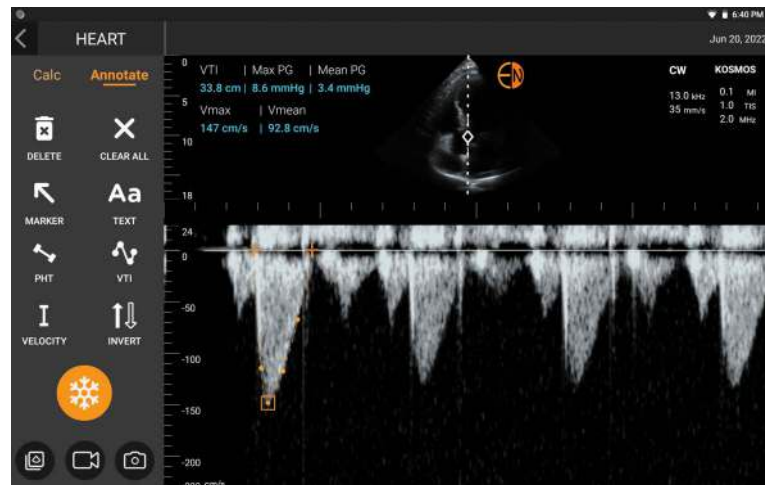 6:40 PM
HEART
Jun 20, 2022
Calc
Annotate
DELETE
CLEAR ALL
MARKER
Aa
TEXT
PHT
VTI
VELOCITY
INVERT
VTI | Max PG | Mean PG
33.8 cm | 8.6 mmHg | 3.4 mmHg
Vmax | Vmean
147 cm/s | 92.8 cm/s
0
5
10
18
EN
CW
13.0 kHz
35 mm/s
KOSMOS
0.1 MI
1.0 TIS
2.0 MHz
24
0
-50
-100
-150
-200